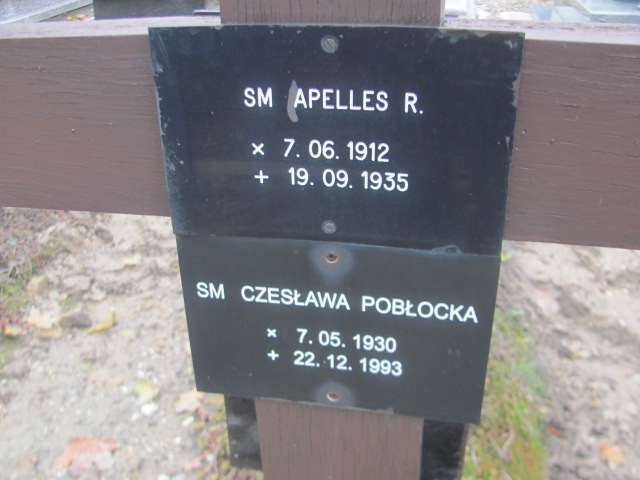 SM APELLES R.
× 7. 06. 1912
+ 19. 09. 1935
SM CZESŁAWA POBŁOCKA
× 7. 05. 1930
+ 22. 12. 1993